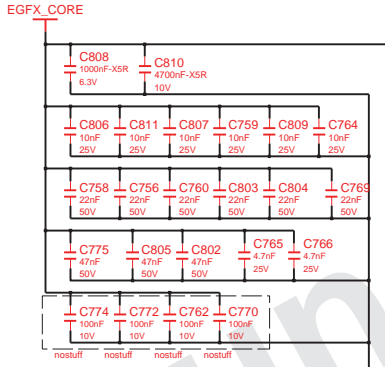 EGFX_CORE
C808 C810
1000nF-X5R 4700nF-X5R
6.3V 10V
C806 C811 C807 C759 C809 C764
10nF 10nF 10nF 10nF 10nF 10nF
25V 25V 25V 25V 25V 25V
C758 C756 C760 C803 C804 C769
22nF 22nF 22nF 22nF 22nF 22nF
50V 50V 50V 50V 50V 50V
C775 C805 C802 C765 C766
47nF 47nF 47nF 4.7nF 4.7nF
50V 50V 50V 25V 25V
C774 C772 C762 C770
100nF 100nF 100nF 100nF
10V 10V 10V 10V
nostuff nostuff nostuff nostuff